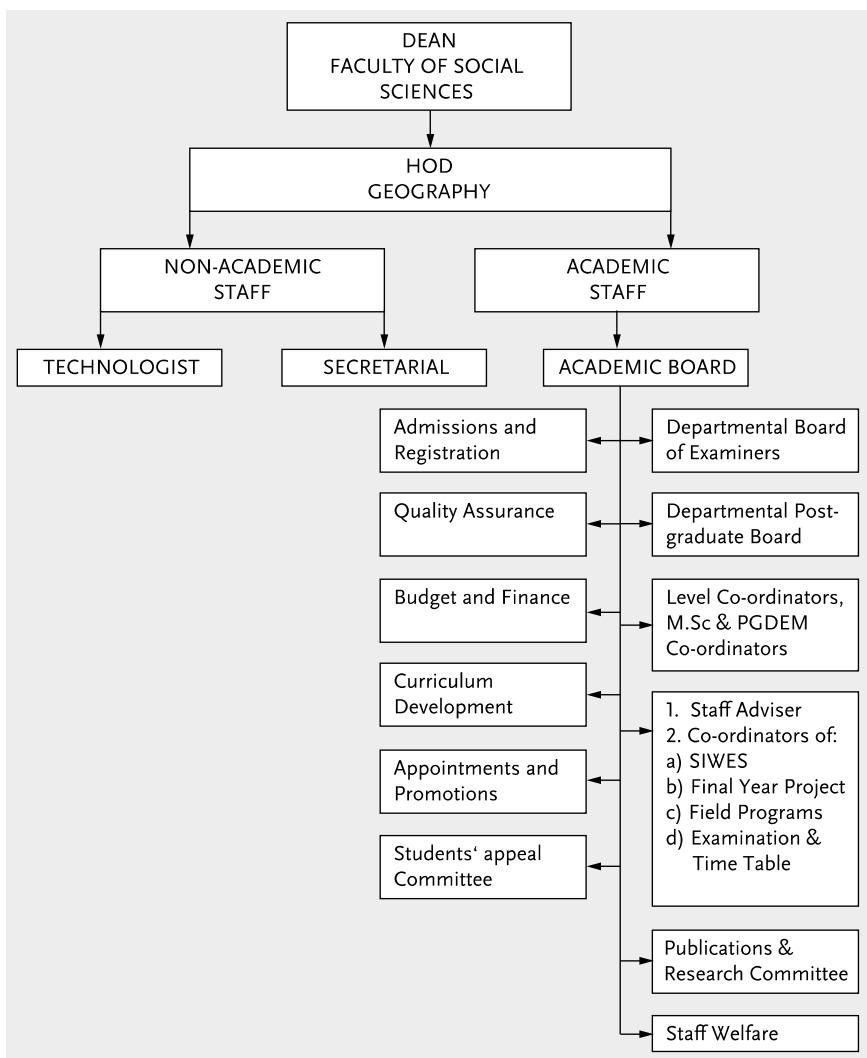 DEAN
FACULTY OF SOCIAL
SCIENCES
HOD
GEOGRAPHY
NON-ACADEMIC
STAFF
ACADEMIC
STAFF
TECHNOLOGIST
SECRETARIAL
ACADEMIC BOARD
Admissions and
Registration
Departmental Board
of Examiners
Quality Assurance
Departmental Post-
graduate Board
Budget and Finance
Level Co-ordinators,
M.Sc & PGDEM
Co-ordinators
Curriculum
Development
1. Staff Adviser
2. Co-ordinators of:
a) SIWES
b) Final Year Project
c) Field Programs
d) Examination &
Time Table
Appointments and
Promotions
Students‘ appeal
Committee
Publications &
Research Committee
Staff Welfare